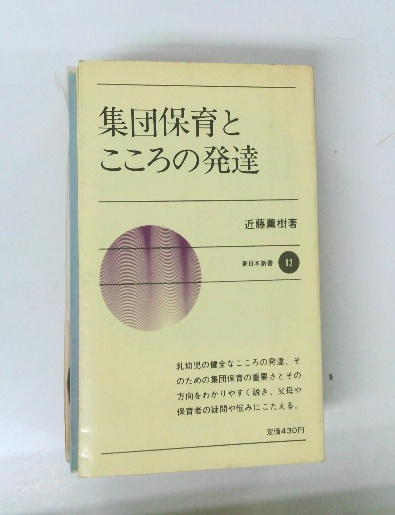 集団保育と
こころの発達
近藤薫樹著
新日本新書 82
乳幼児の健全なこころの発達、そ
のための集団保育の重要さとその
方向をわかりやすく説き、父母や
保育者の疑問や悩みにこたえる。
定価430円